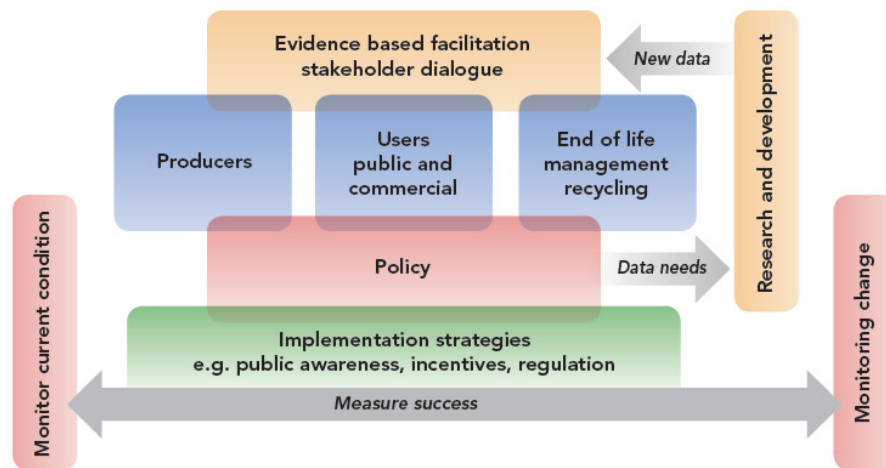 Evidence based facilitation
stakeholder dialogue
New data
Research and development
Producers
Users
public and
commercial
End of life
management
recycling
Monitor current condition
Policy
Data needs
Monitoring change
Implementation strategies
e.g. public awareness, incentives, regulation
Measure success